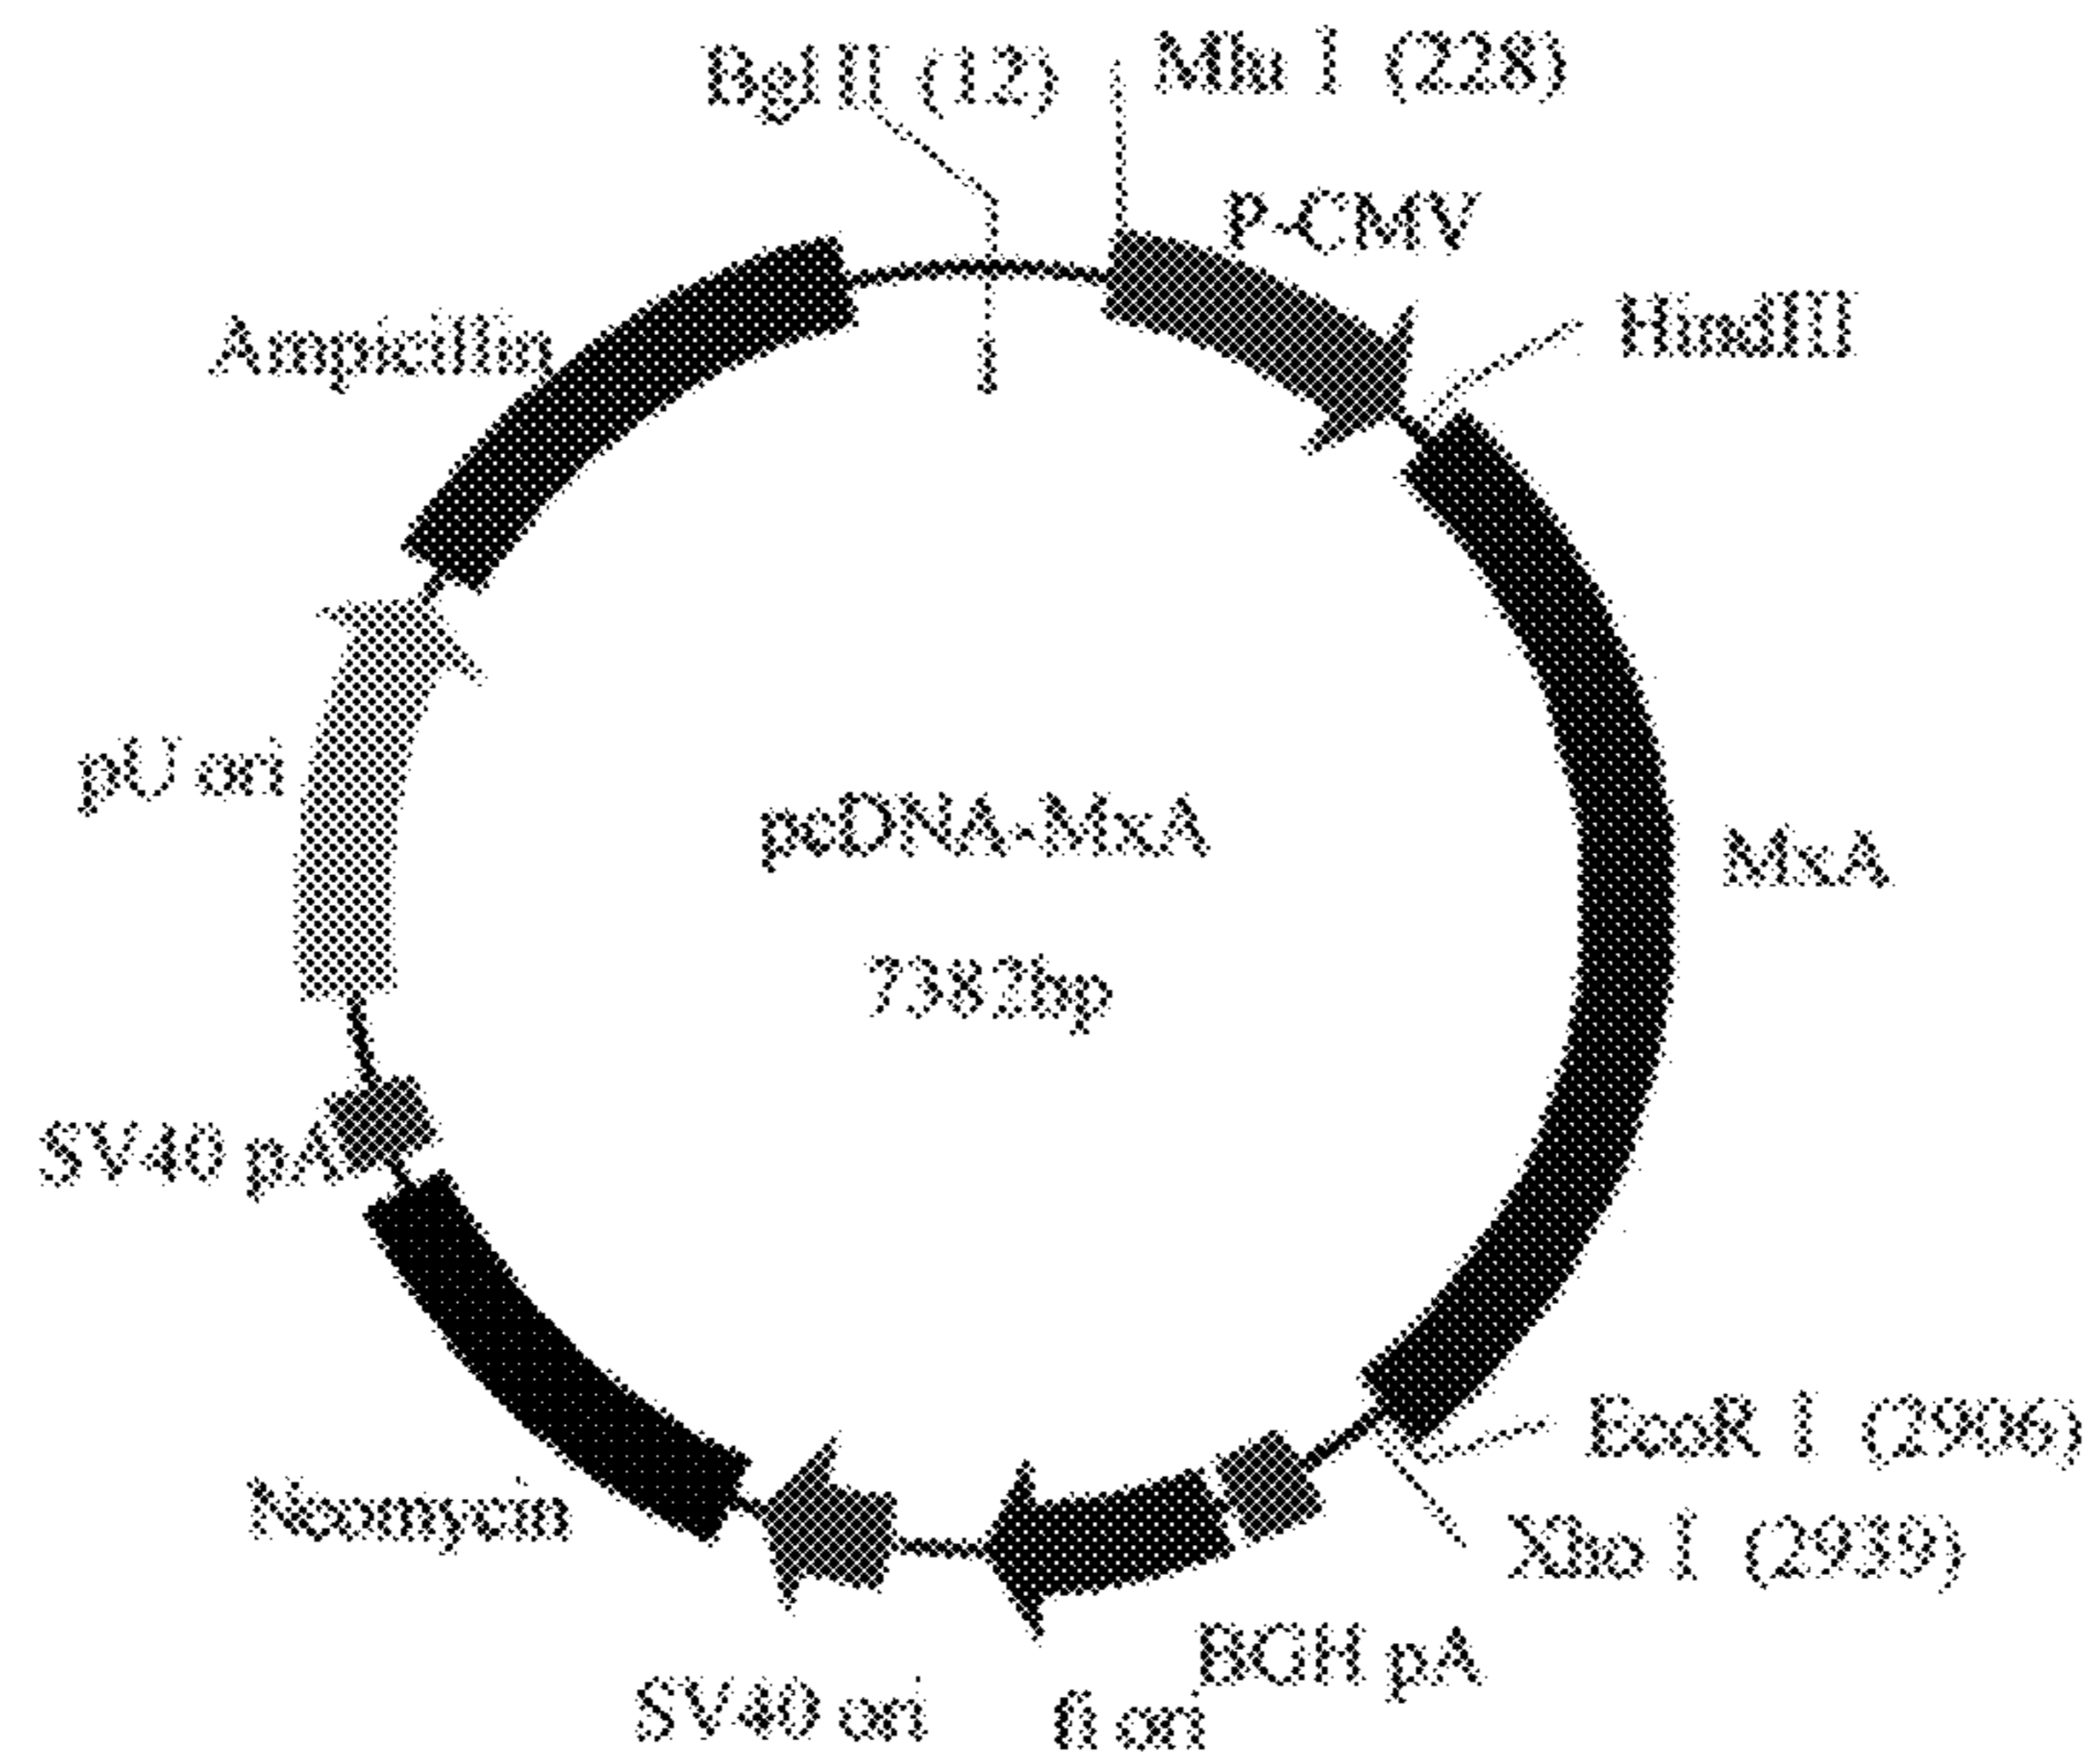 Bgl II (12)
Mlu I (228)
P-CMV
HindIII
Ampicillin
1
pU ori
pcDNA-MxA
7382bp
MxA
SV40 pA
EcoR I (2906)
Xho I (2939)
Neomycin
BGH pA
SV40 ori
f1 ori